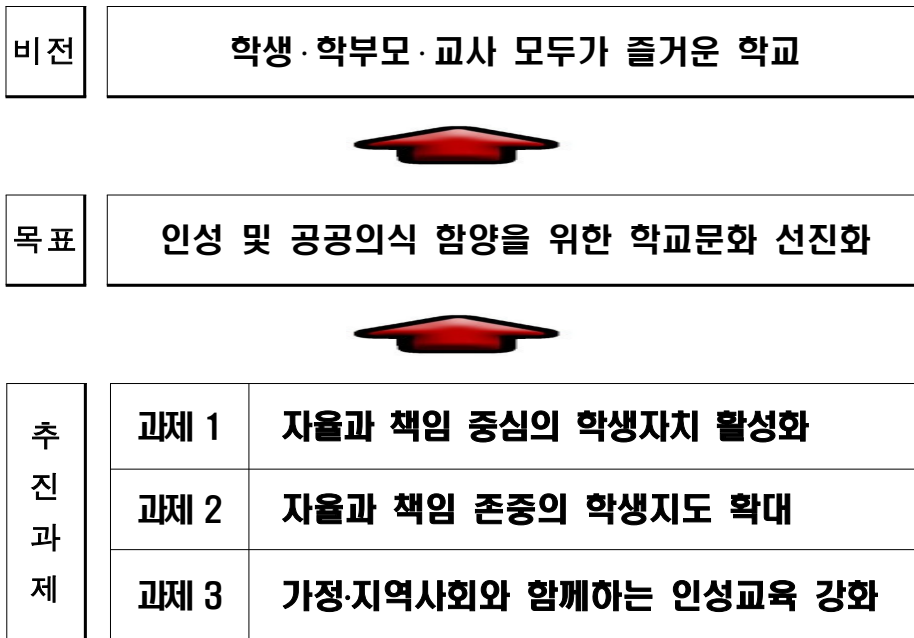 비전
학생·학부모·교사 모두가 즐거운 학교
목표
인성 및 공공의식 함양을 위한 학교문화 선진화
추진과제
과제 1 자율과 책임 중심의 학생자치 활성화
과제 2 자율과 책임 존중의 학생지도 확대
과제 3 가정·지역사회와 함께하는 인성교육 강화